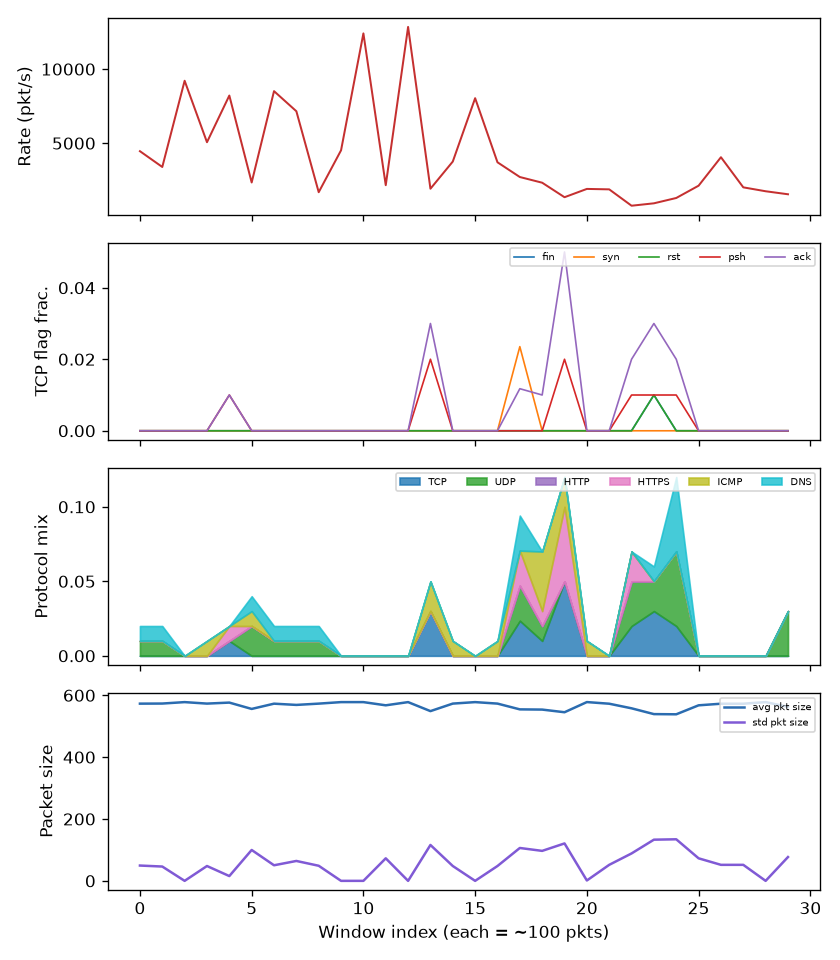 10000
5000
Rate (pkt/s)
fin syn rst psh ack
0.04
0.02
0.00
TCP flag frac.
TCP UDP HTTP HTTPS ICMP DNS
0.10
0.05
0.00
Protocol mix
600
400
200
0
Packet size
avg pkt size
std pkt size
0 5 10 15 20 25 30
Window index (each = ~100 pkts)